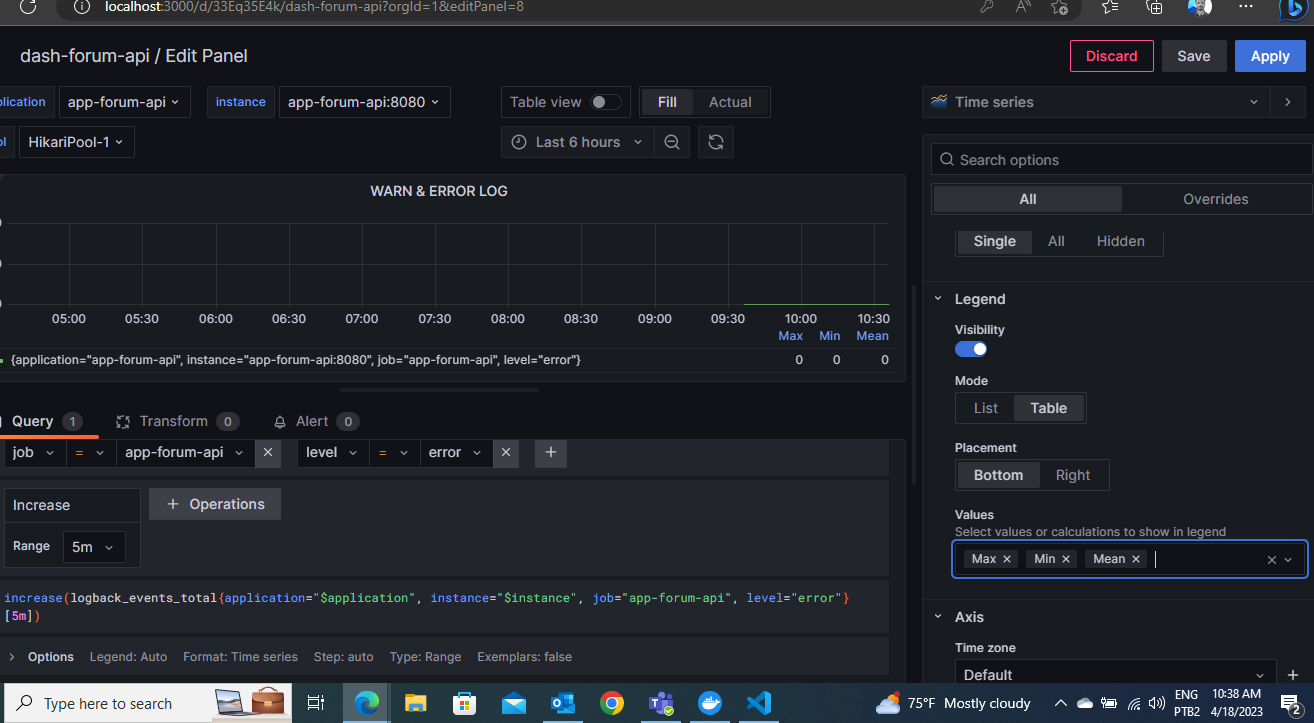 localhost:3000/d/33Eq35E4k/dash-forum-api?orgId=1&editPanel=8
dash-forum-api / Edit Panel
Discard Save Apply
plication app-forum-api instance app-forum-api:8080 Table view Fill Actual Time series
ol HikariPool-1 Last 6 hours
Search options
WARN & ERROR LOG
All Overrides
Single All Hidden
0
0
0
05:00 05:30 06:00 06:30 07:00 07:30 08:00 08:30 09:00 09:30 10:00 10:30
Max Min Mean
{application="app-forum-api", instance="app-forum-api:8080", job="app-forum-api", level="error"} 0 0 0
Legend
Visibility
Mode
List Table
Placement
Bottom Right
Values
Select values or calculations to show in legend
Max Min Mean
Axis
Time zone
Default
Query 1 Transform 0 Alert 0
job = app-forum-api level = error
Increase + Operations
Range 5m
increase(logback_events_total{application="$application", instance="$instance", job="app-forum-api", level="error"}
[5m])
Options Legend: Auto Format: Time series Step: auto Type: Range Exemplars: false
Type here to search
75°F Mostly cloudy
ENG
PTB2
10:38 AM
4/18/2023
2